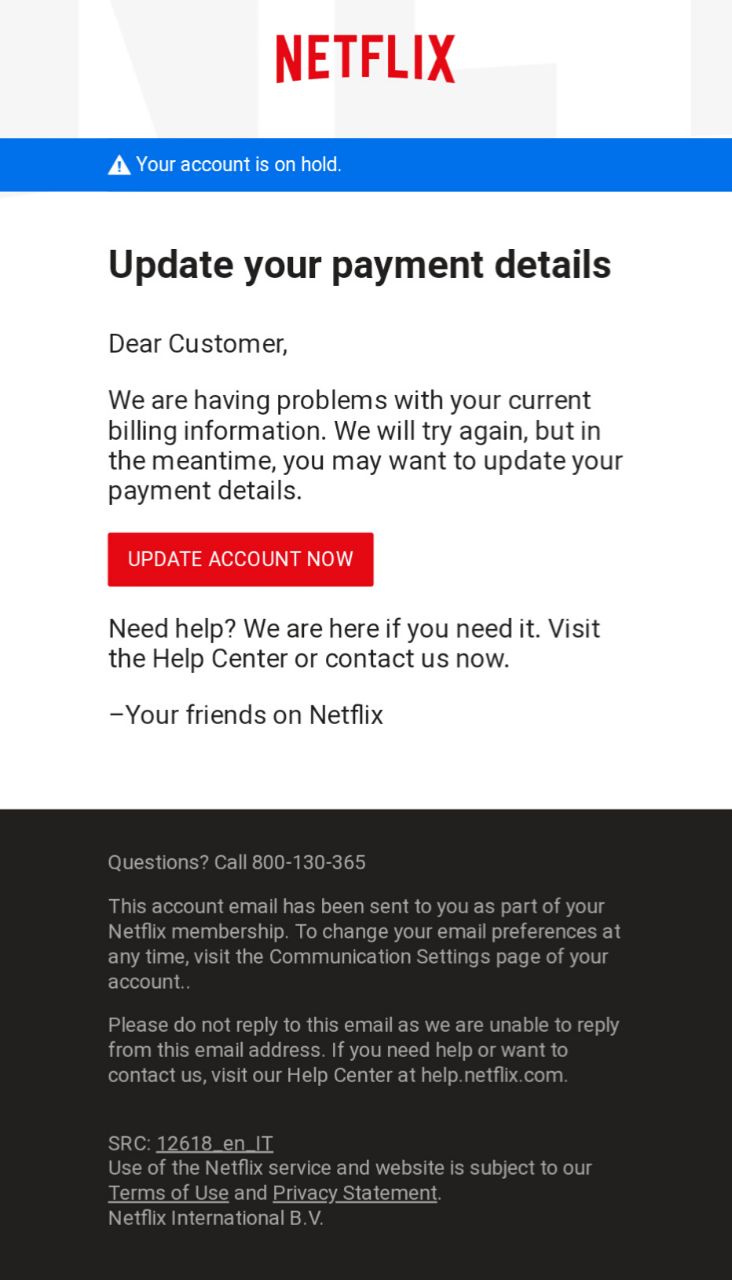 NETFLIX
Your account is on hold.
Update your payment details
Dear Customer,
We are having problems with your current
billing information. We will try again, but in
the meantime, you may want to update your
payment details.
UPDATE ACCOUNT NOW
Need help? We are here if you need it. Visit
the Help Center or contact us now.
–Your friends on Netflix
Questions? Call 800-130-365
This account email has been sent to you as part of your
Netflix membership. To change your email preferences at
any time, visit the Communication Settings page of your
account..
Please do not reply to this email as we are unable to reply
from this email address. If you need help or want to
contact us, visit our Help Center at help.netflix.com.
SRC: 12618_en_IT
Use of the Netflix service and website is subject to our
Terms of Use and Privacy Statement.
Netflix International B.V.